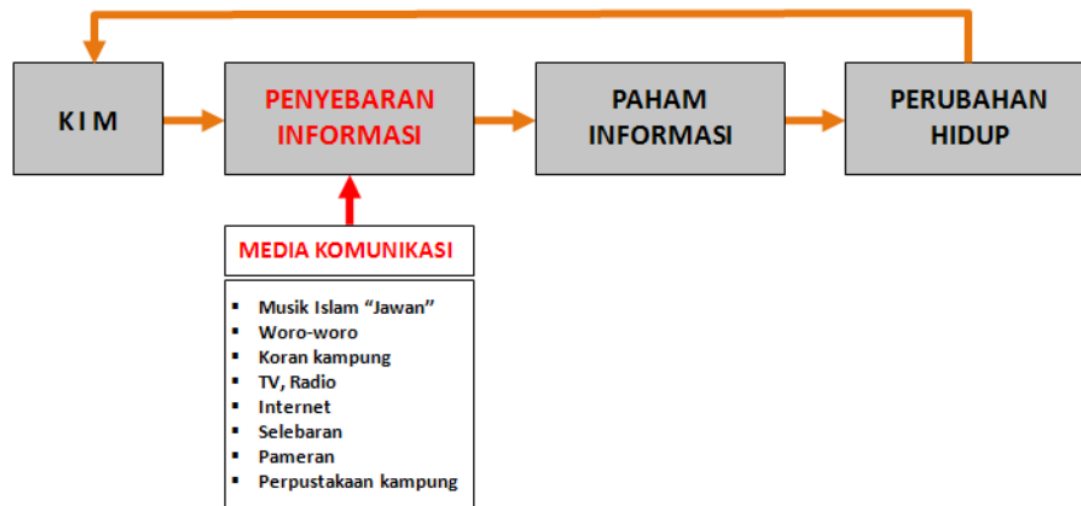 K I M
PENYEBARAN
INFORMASI
PAHAM
INFORMASI
PERUBAHAN
HIDUP
MEDIA KOMUNIKASI
▪ Musik Islam “Jawan”
▪ Woro-woro
▪ Koran kampung
▪ TV, Radio
▪ Internet
▪ Selebaran
▪ Pameran
▪ Perpustakaan kampung